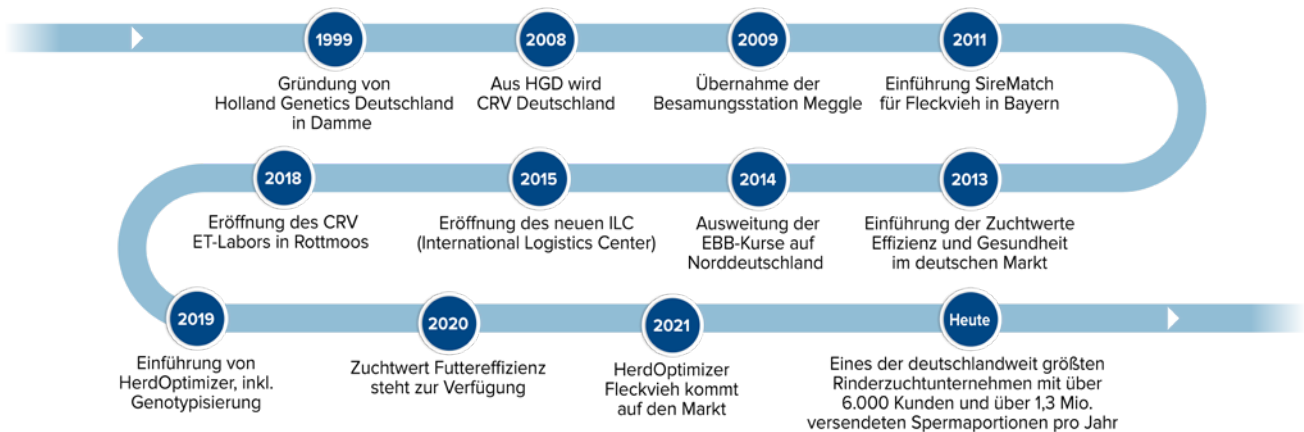 1999
Gründung von
Holland Genetics Deutschland
in Damme
2008
Aus HGD wird
CRV Deutschland
2009
Übernahme der
Besamungsstation Meggle
2011
Einführung SireMatch
für Fleckvieh in Bayern
2013
Einführung der Zuchtwerte
Effizienz und Gesundheit
im deutschen Markt
2014
Ausweitung der
EBB-Kurse auf
Norddeutschland
2015
Eröffnung des neuen ILC
(International Logistics Center)
2018
Eröffnung des CRV
ET-Labors in Rottmoos
2019
Einführung von
HerdOptimizer, inkl.
Genotypisierung
2020
Zuchtwert Futtereffizienz
steht zur Verfügung
2021
HerdOptimizer
Fleckvieh kommt
auf den Markt
Heute
Eines der deutschlandweit größten
Rinderzuchtunternehmen mit über
6.000 Kunden und über 1,3 Mio.
versendeten Spermaportionen pro Jahr